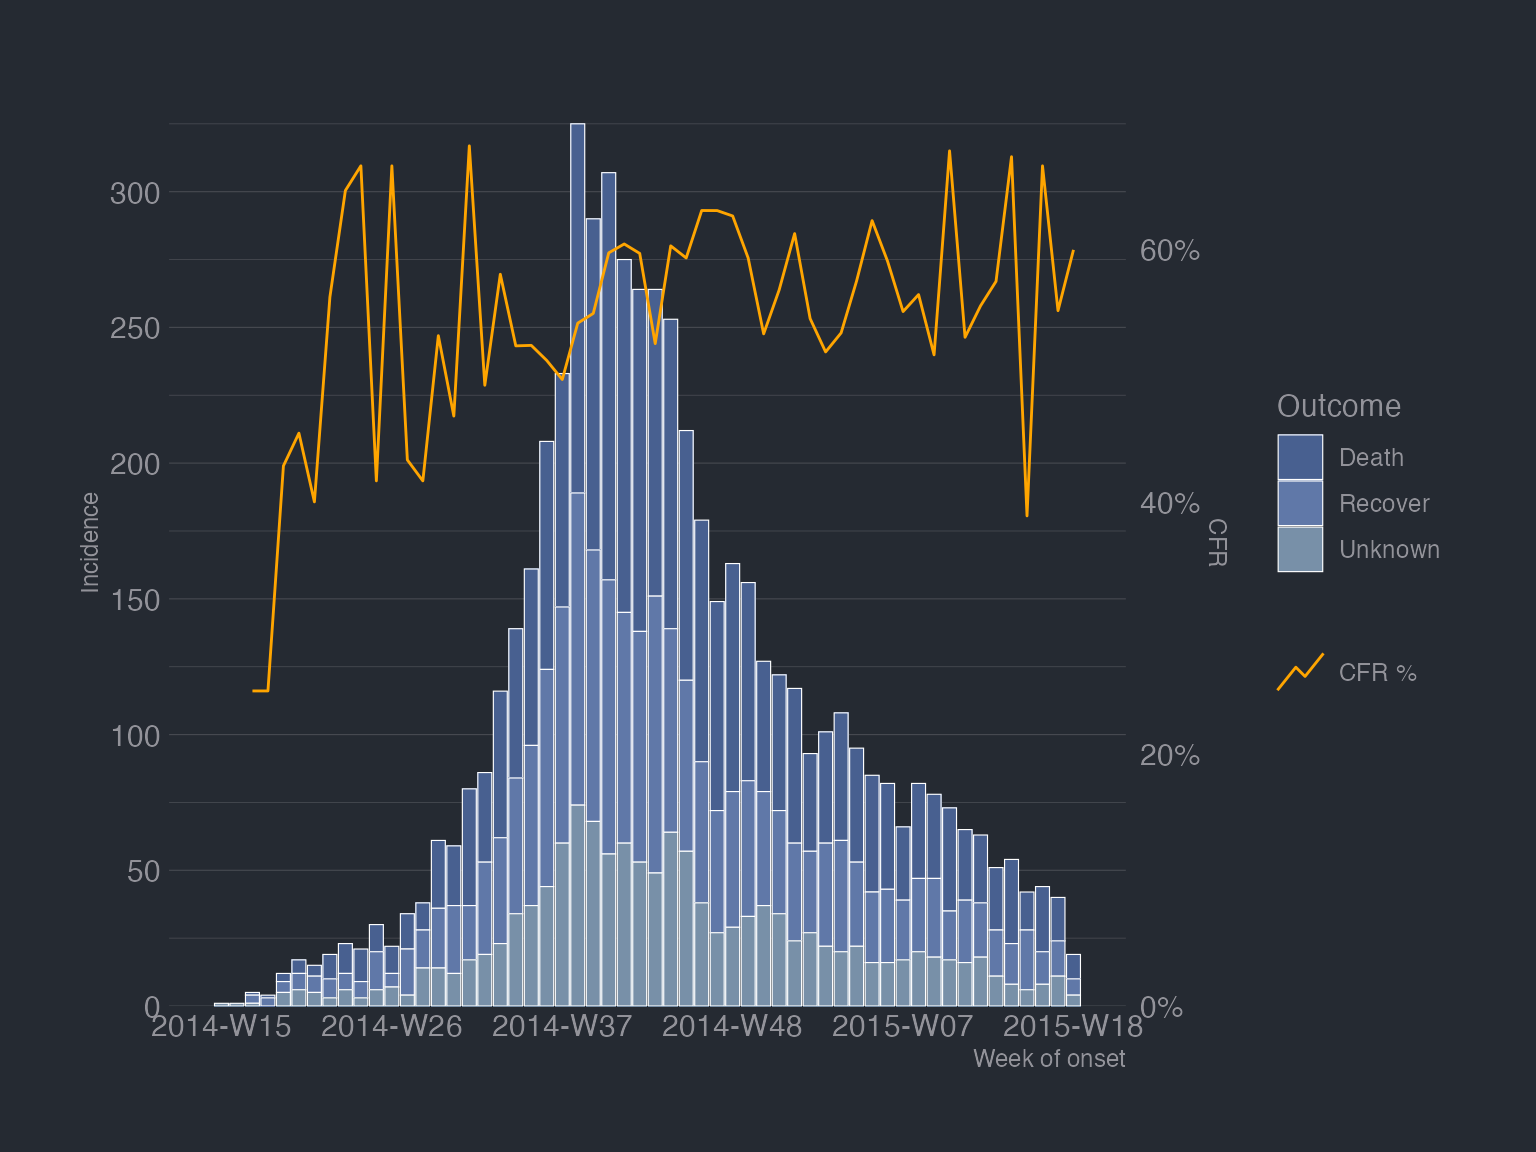 300
250
200
150
100
50
0
Incidence
2014-W15
2014-W26
2014-W37
2014-W48
2015-W07
2015-W18
Week of onset
60%
40%
20%
0%
CFR
Outcome
Death
Recover
Unknown
CFR %